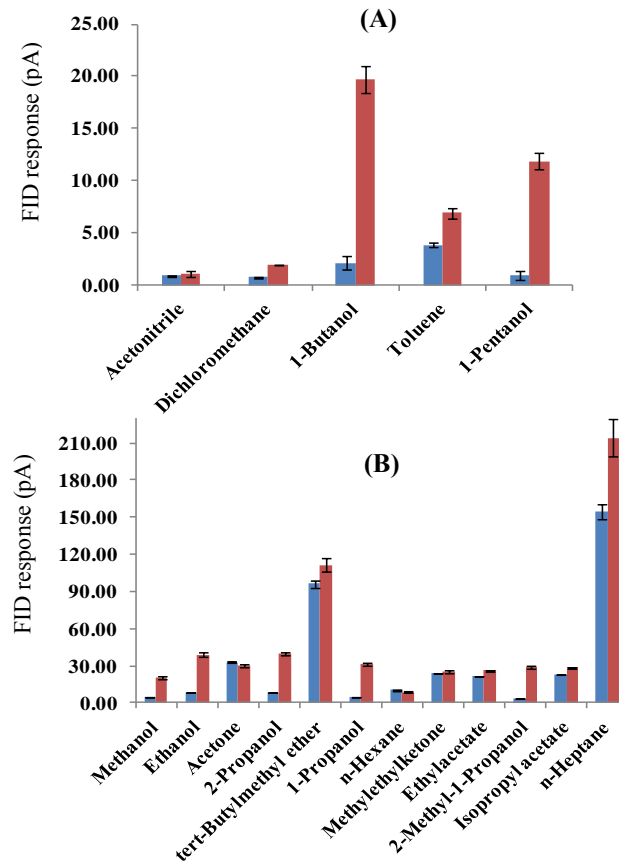 (A)
FID response (pA)
25.00
20.00
15.00
10.00
5.00
0.00
Acetonitrile
Dichloromethane
1-Butanol
Toluene
1-Pentanol
(B)
FID response (pA)
210.00
180.00
150.00
120.00
90.00
60.00
30.00
0.00
Methanol
Ethanol
Acetone
2-Propanol
tert-Butylmethyl ether
1-Propanol
n-Hexane
Methylethylketone
Ethylacetate
2-Methyl-1-Propanol
Isopropyl acetate
n-Heptane